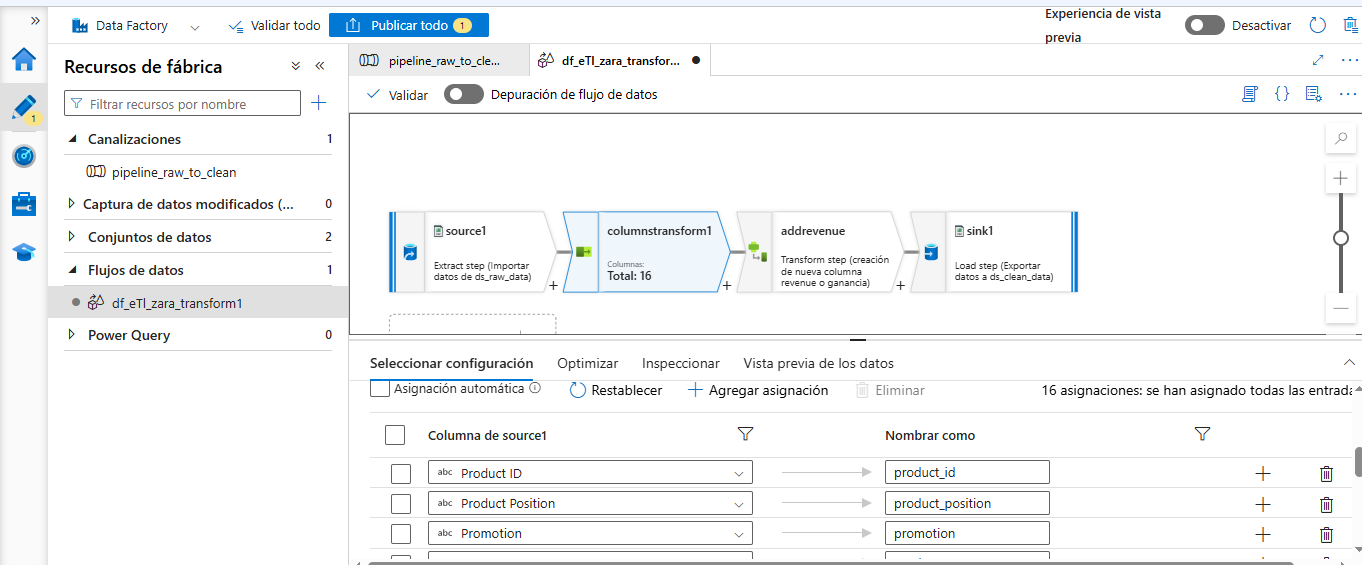 Data Factory
Validar todo
Publicar todo 1
Experiencia de vista previa
Desactivar
1
Recursos de fábrica
Filtrar recursos por nombre
Canalizaciones 1
pipeline_raw_to_clean
Captura de datos modificados (... 0
Conjuntos de datos 2
Flujos de datos 1
df_eTl_zara_transform1
Power Query 0
pipeline_raw_to_cle...
df_eTl_zara_transfor...
Validar
Depuración de flujo de datos
source1
Extract step (Importar
datos de ds_raw_data)
columnstransform1
Columnas:
Total: 16
addrevenue
Transform step (creación
de nueva columna
revenue o ganancia)
sink1
Load step (Exportar
datos a ds_clean_data)
Seleccionar configuración
Optimizar
Inspeccionar
Vista previa de los datos
Asignación automática
Restablecer
Agregar asignación
Eliminar
16 asignaciones: se han asignado todas las entrada
Columna de source1
Nombrar como
abc Product ID
product_id
abc Product Position
product_position
abc Promotion
promotion